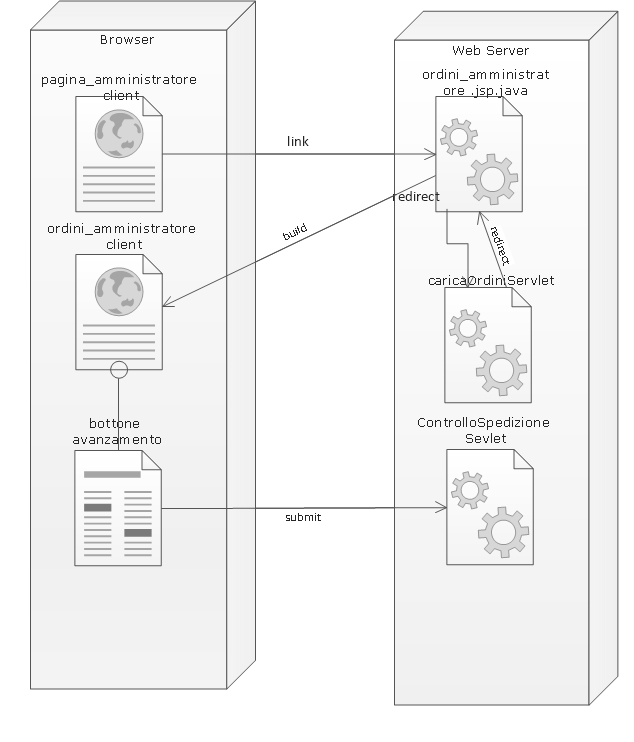 Browser
Web Server
pagina_amministratore
client
ordini_amministrat
ore .jsp.java
link
redirect
build
redirect
ordini_amministratore
client
caricaOrdiniServlet
bottone
avanzamento
ControlloSpedizione
Sevlet
submit